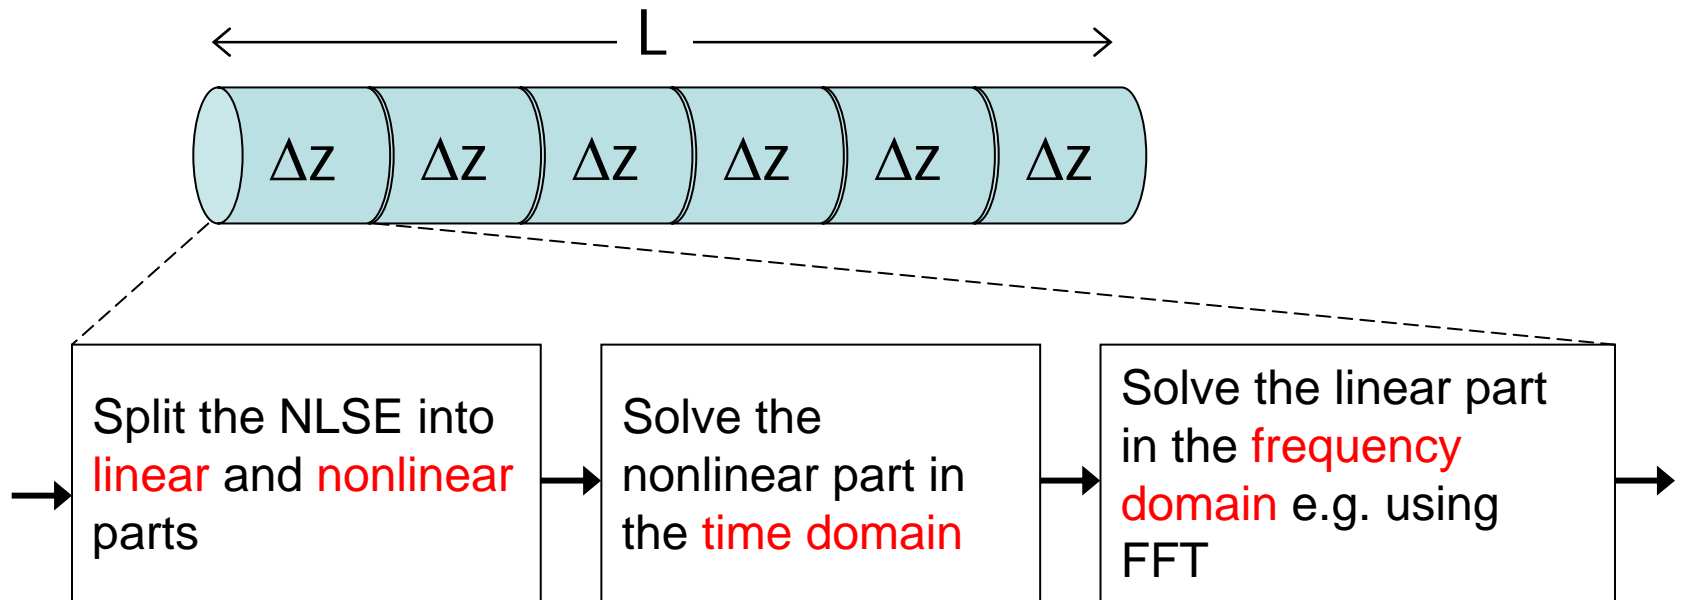 L
Δz Δz Δz Δz Δz Δz
Split the NLSE into
linear and nonlinear
parts
Solve the
nonlinear part in
the time domain
Solve the linear part
in the frequency
domain e.g. using
FFT